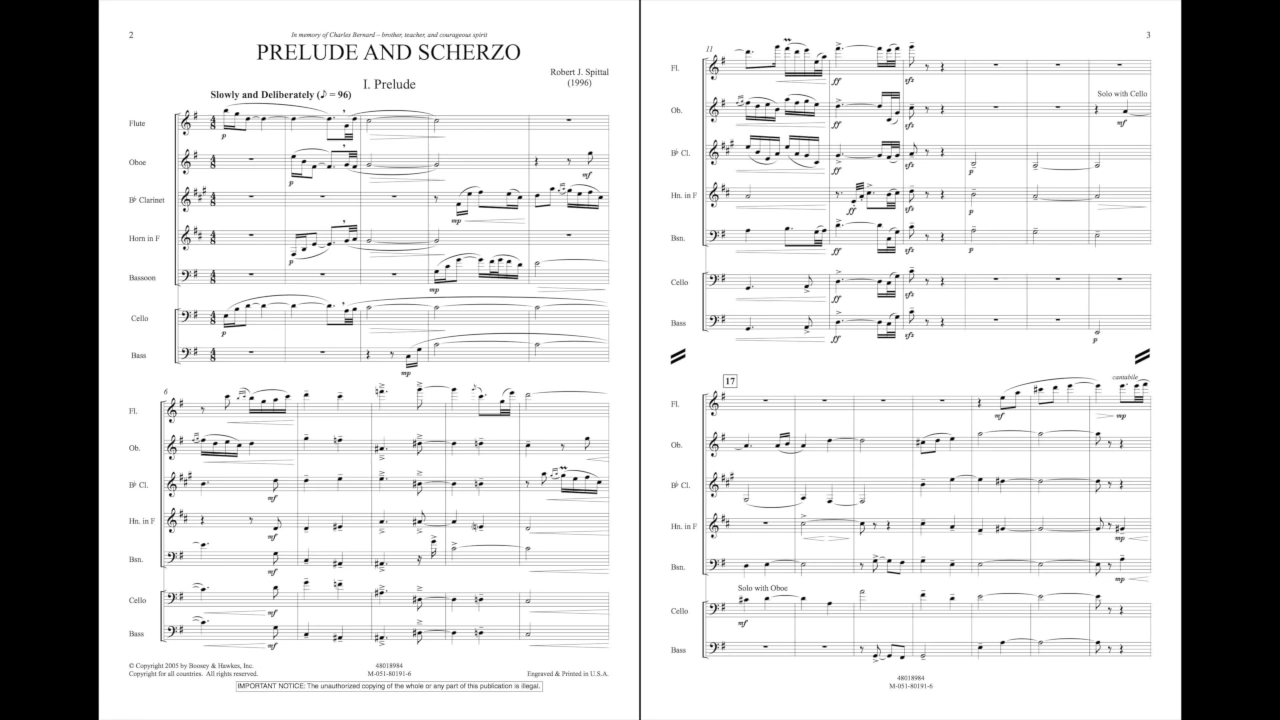 2
In memory of Charles Bernard – brother, teacher, and courageous spirit
PRELUDE AND SCHERZO
Robert J. Spittal
(1996)
I. Prelude
Slowly and Deliberately (♪ = 96)
Flute
p
Oboe
p
mf
B♭ Clarinet
mp
Horn in F
p
Bassoon
mp
Cello
p
Bass
mp
6
Fl.
Ob.
B♭ Cl.
mf
Hn. in F
mf
Bsn.
mf
Cello
mf
Bass
mf
© Copyright 2005 by Boosey & Hawkes, Inc.
Copyright for all countries. All rights reserved.
48018984
M-051-80191-6
Engraved & Printed in U.S.A.
IMPORTANT NOTICE: The unauthorized copying of the whole or any part of this publication is illegal.
3
11
Fl.
ff
sfz
Solo with Cello
Ob.
ff
sfz
mf
B♭ Cl.
ff
sfz
p
Hn. in F
ff
sfz
p
Bsn.
ff
sfz
p
Cello
ff
sfz
Bass
ff
sfz
p
17
cantabile
Fl.
mf
mp
Ob.
B♭ Cl.
Hn. in F
mp
Bsn.
mp
Solo with Oboe
Cello
mf
Bass
48018984
M-051-80191-6